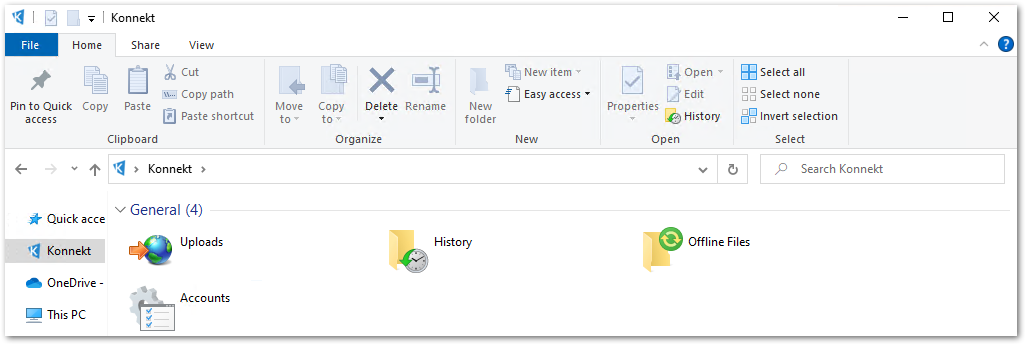 Konnekt
File Home Share View
Pin to Quick access
Copy
Paste
Cut
Copy path
Paste shortcut
Clipboard
Move to
Copy to
Delete
Rename
Organize
New folder
New item
Easy access
New
Properties
Open
Edit
History
Open
Select all
Select none
Invert selection
Select
Konnekt
Search Konnekt
Quick acce
Konnekt
OneDrive -
This PC
General (4)
Uploads
History
Offline Files
Accounts